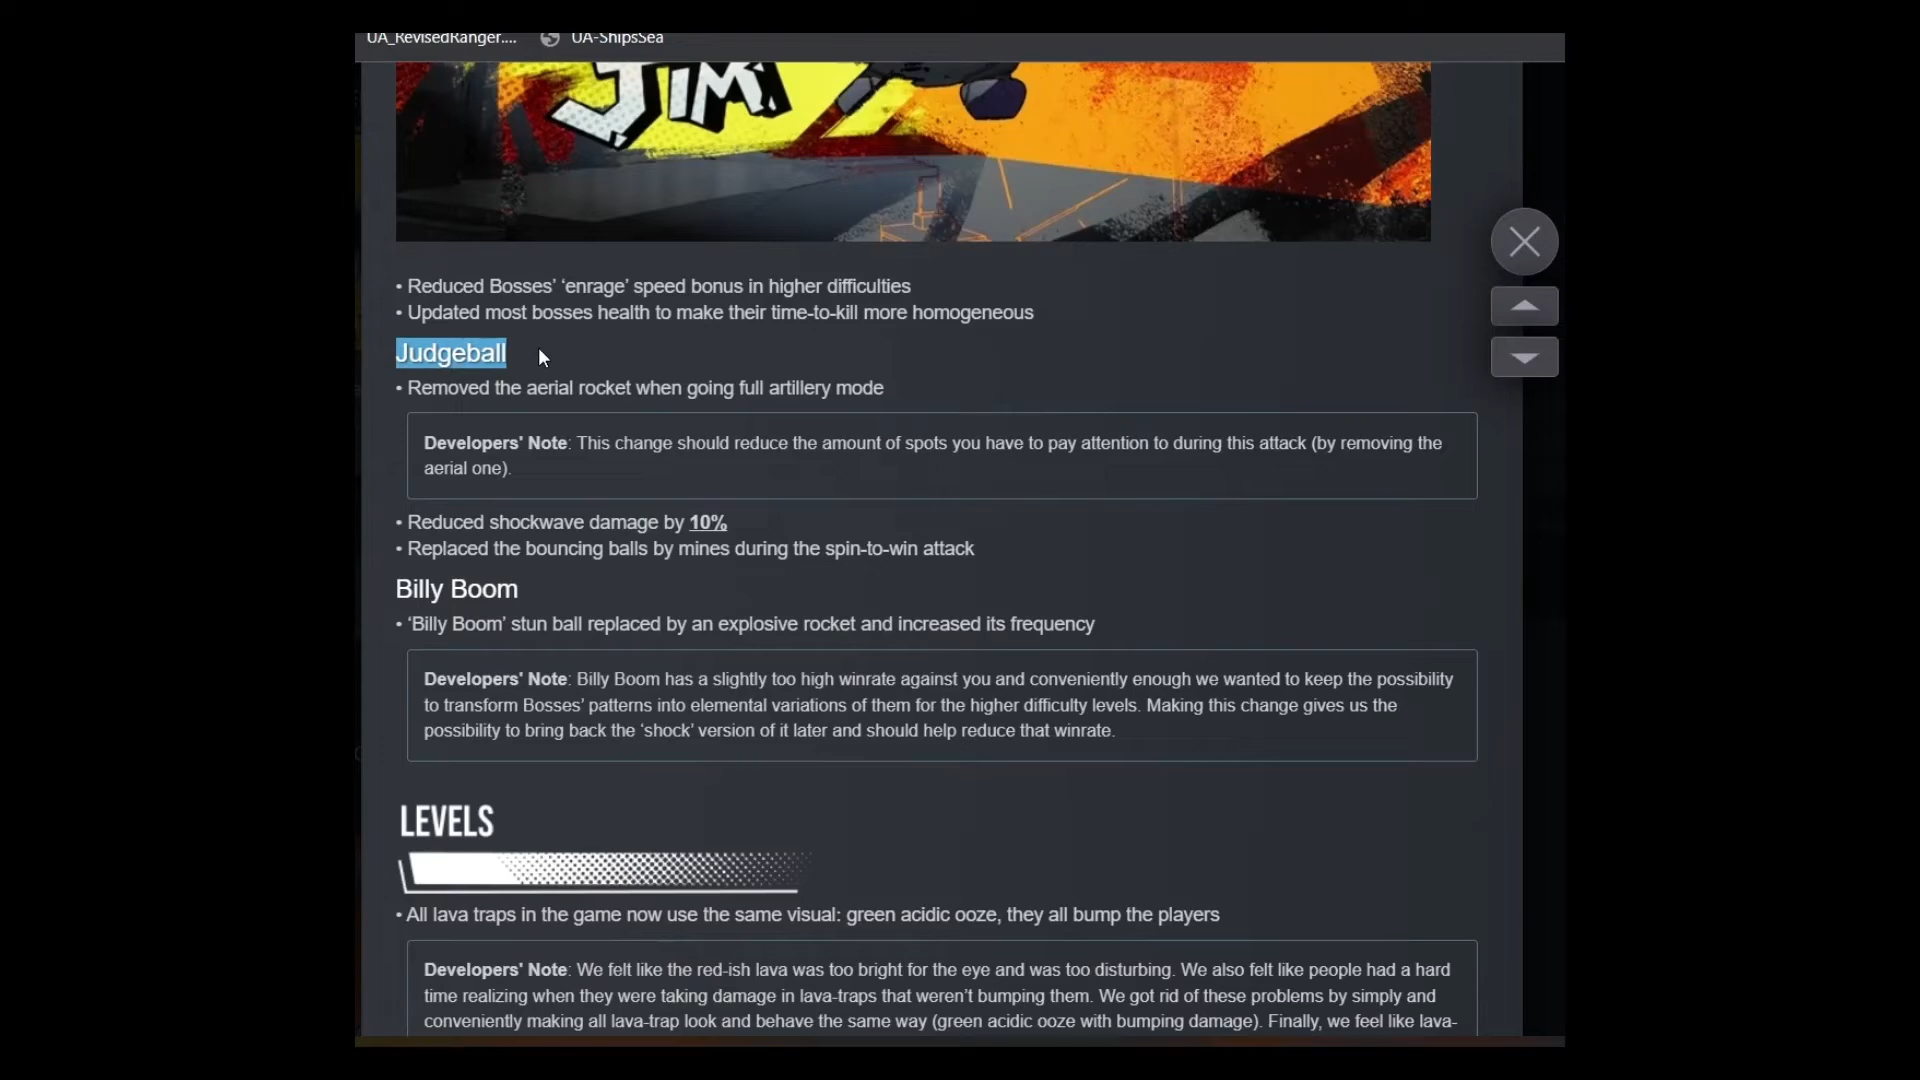 UA_RevisedRanger.... UA-ShipsSea
JIM
• Reduced Bosses’ ‘enrage’ speed bonus in higher difficulties
• Updated most bosses health to make their time-to-kill more homogeneous
Judgeball
• Removed the aerial rocket when going full artillery mode
Developers' Note: This change should reduce the amount of spots you have to pay attention to during this attack (by removing the
aerial one).
• Reduced shockwave damage by 10%
• Replaced the bouncing balls by mines during the spin-to-win attack
Billy Boom
• ‘Billy Boom’ stun ball replaced by an explosive rocket and increased its frequency
Developers' Note: Billy Boom has a slightly too high winrate against you and conveniently enough we wanted to keep the possibility
to transform Bosses’ patterns into elemental variations of them for the higher difficulty levels. Making this change gives us the
possibility to bring back the ‘shock’ version of it later and should help reduce that winrate.
LEVELS
• All lava traps in the game now use the same visual: green acidic ooze, they all bump the players
Developers' Note: We felt like the red-ish lava was too bright for the eye and was too disturbing. We also felt like people had a hard
time realizing when they were taking damage in lava-traps that weren’t bumping them. We got rid of these problems by simply and
conveniently making all lava-trap look and behave the same way (green acidic ooze with bumping damage). Finally, we feel like lava-